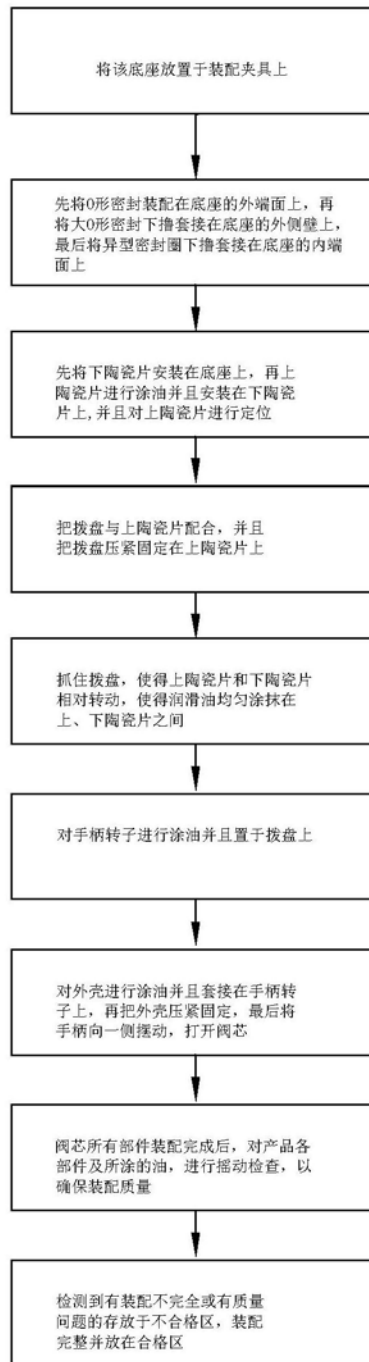 将该底座放置于装配夹具上
先将O形密封装配在底座的外端面上，再
将大O形密封下撸套接在底座的外侧壁上，
最后将异型密封圈下撸套接在底座的内端
面上
先将下陶瓷片安装在底座上，再上
陶瓷片进行涂油并且安装在下陶瓷
片上,并且对上陶瓷片进行定位
把拨盘与上陶瓷片配合，并且
把拨盘压紧固定在上陶瓷片上
抓住拨盘，使得上陶瓷片和下陶瓷片
相对转动，使得润滑油均匀涂抹在
上、下陶瓷片之间
对手柄转子进行涂油并且置于拨盘上
对外壳进行涂油并且套接在手柄转
子上，再把外壳压紧固定，最后将
手柄向一侧摆动，打开阀芯
阀芯所有部件装配完成后，对产品各
部件及所涂的油，进行摇动检查，以
确保装配质量
检测到有装配不完全或有质量
问题的存放于不合格区，装配
完整并放在合格区